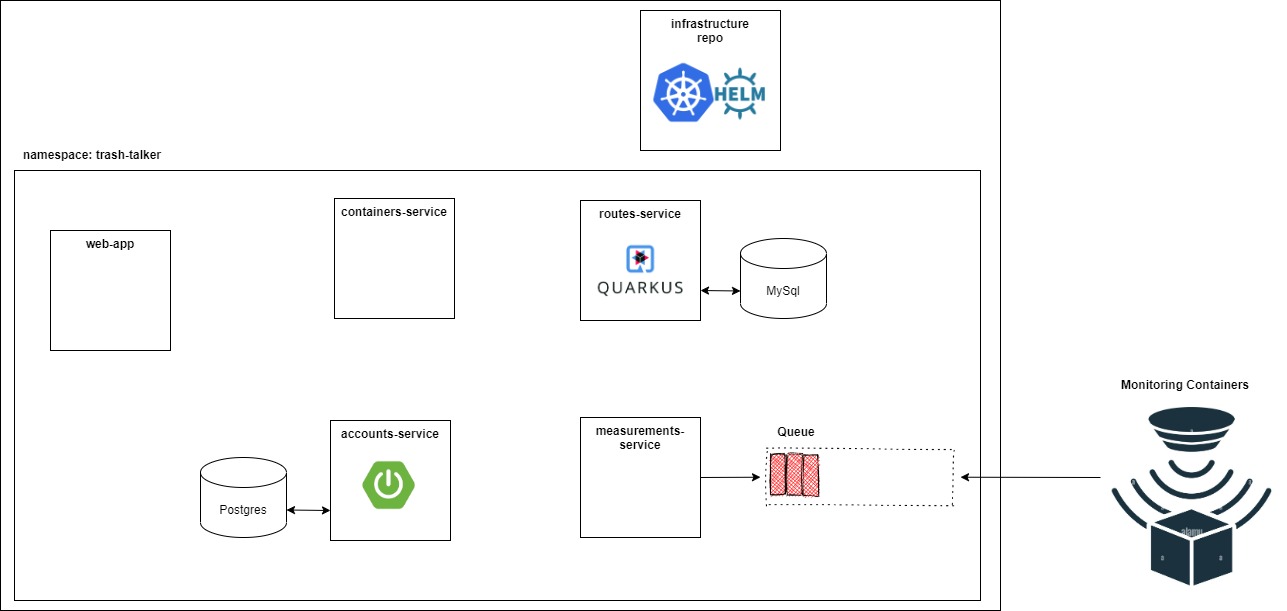 infrastructure
repo
HELM
namespace: trash-talker
web-app
containers-service
routes-service
QUARKUS
MySql
Monitoring Containers
accounts-service
Postgres
measurements-
service
Queue
alamy